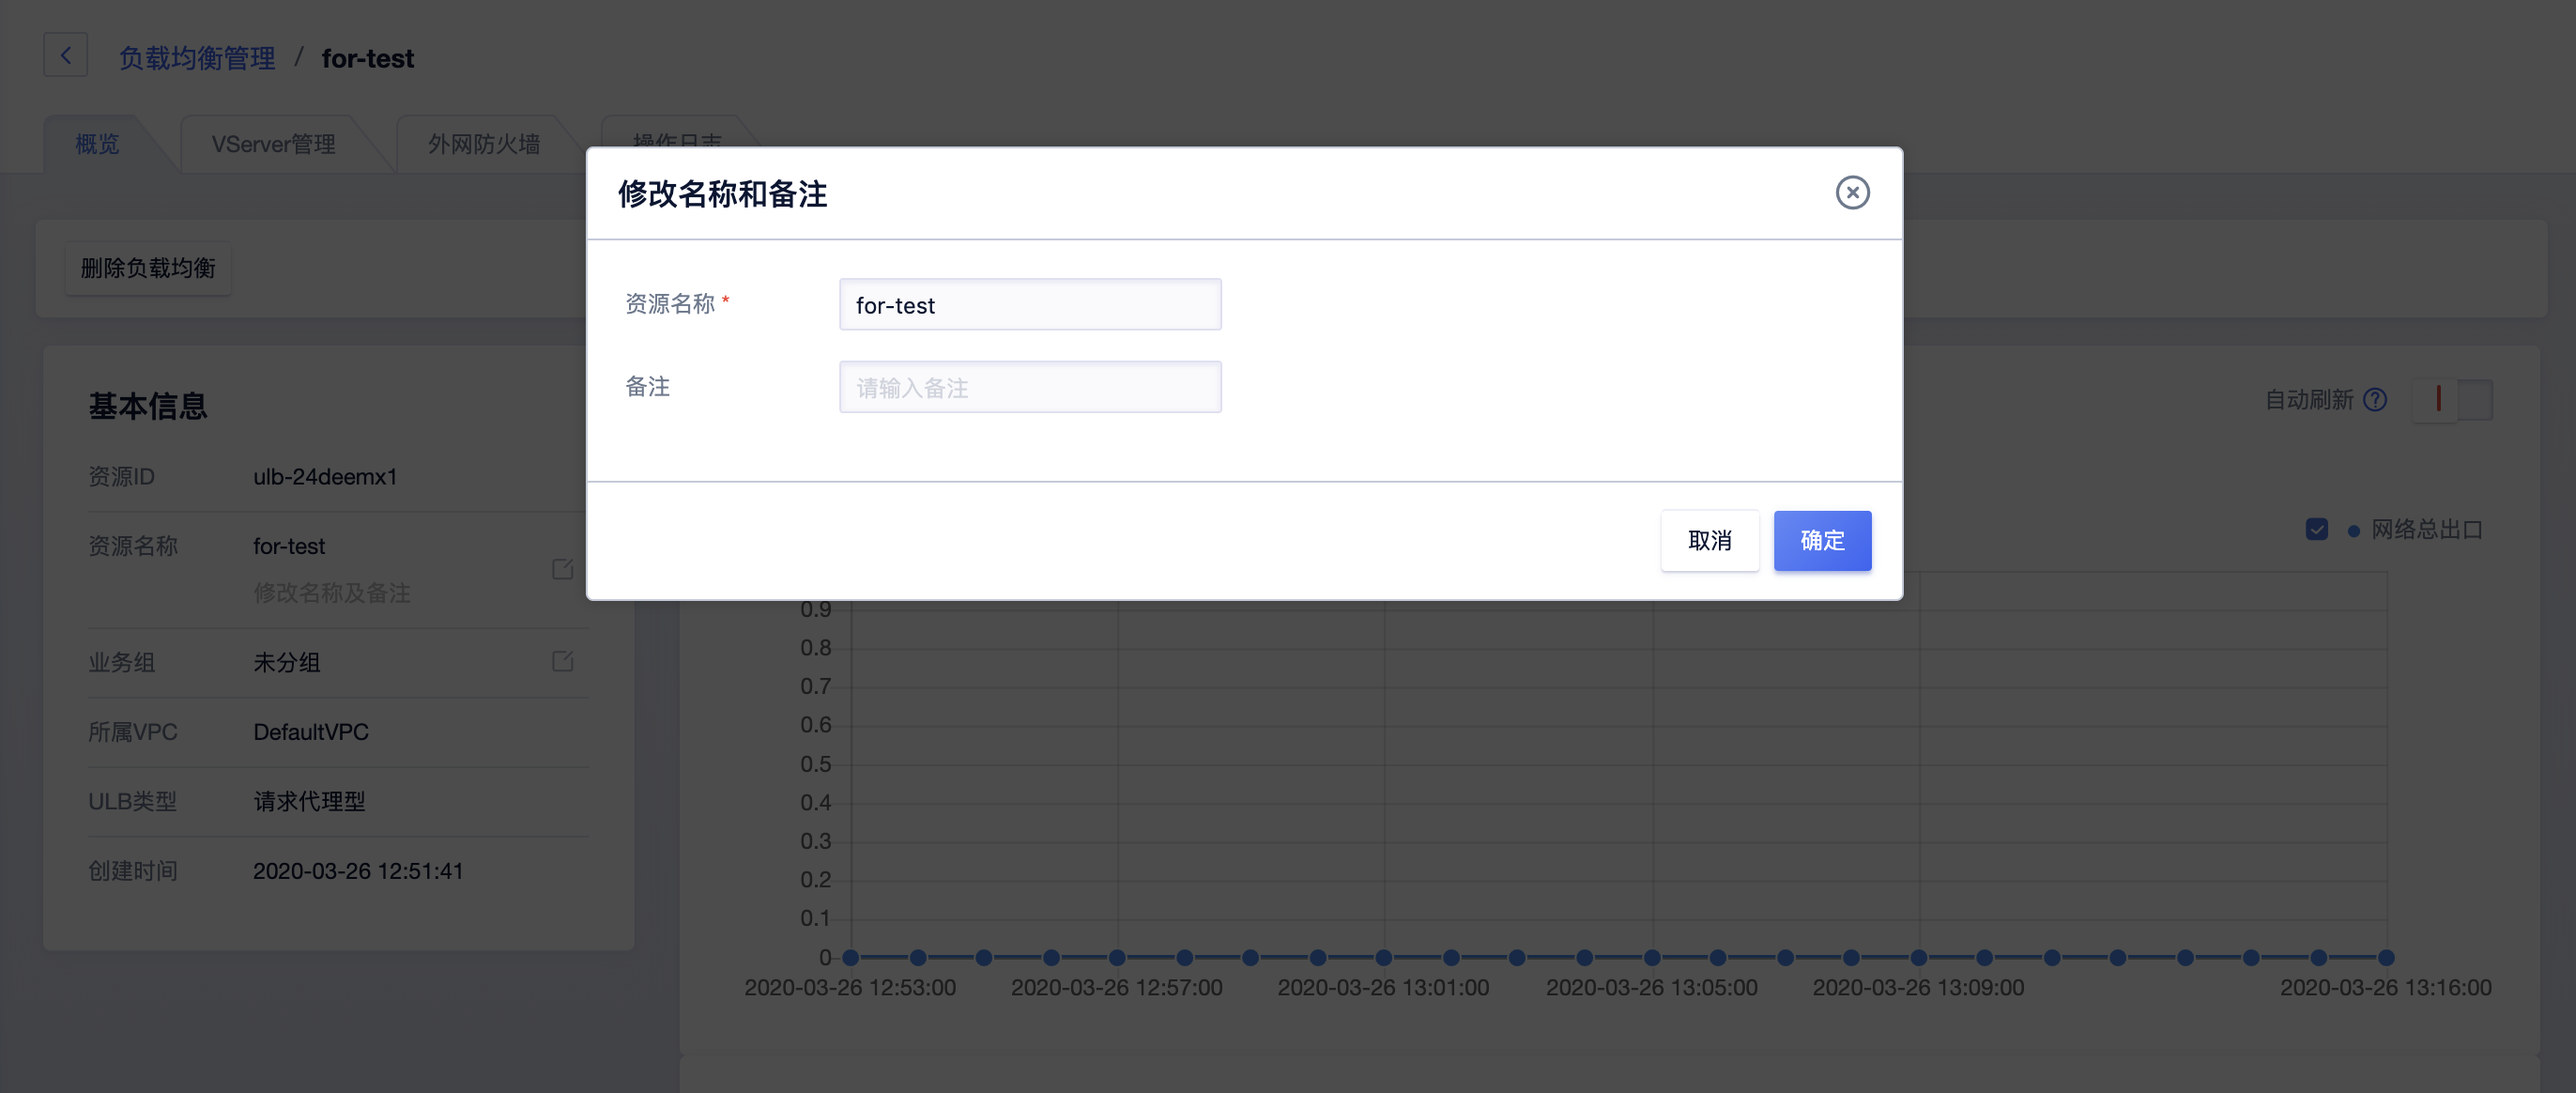 负载均衡管理 / for-test
概览 VServer管理 外网防火墙 操作日志
修改名称和备注
删除负载均衡
资源名称 * for-test
备注 请输入备注
取消 确定
基本信息
资源ID ulb-24deemx1
资源名称 for-test
修改名称及备注
业务组 未分组
所属VPC DefaultVPC
ULB类型 请求代理型
创建时间 2020-03-26 12:51:41
自动刷新
网络总出口
0.9
0.8
0.7
0.6
0.5
0.4
0.3
0.2
0.1
0
2020-03-26 12:53:00 2020-03-26 12:57:00 2020-03-26 13:01:00 2020-03-26 13:05:00 2020-03-26 13:09:00 2020-03-26 13:16:00